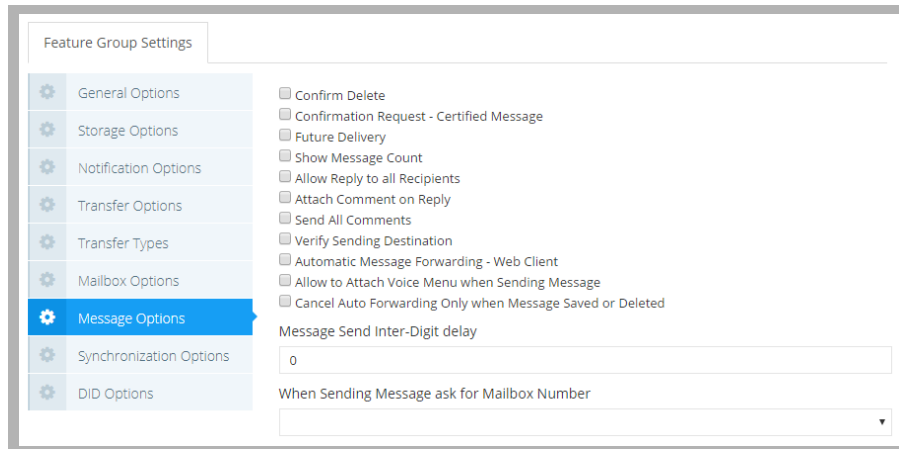 Feature Group Settings
General Options
Storage Options
Notification Options
Transfer Options
Transfer Types
Mailbox Options
Message Options
Synchronization Options
DID Options
Confirm Delete
Confirmation Request - Certified Message
Future Delivery
Show Message Count
Allow Reply to all Recipients
Attach Comment on Reply
Send All Comments
Verify Sending Destination
Automatic Message Forwarding - Web Client
Allow to Attach Voice Menu when Sending Message
Cancel Auto Forwarding Only when Message Saved or Deleted
Message Send Inter-Digit delay
0
When Sending Message ask for Mailbox Number